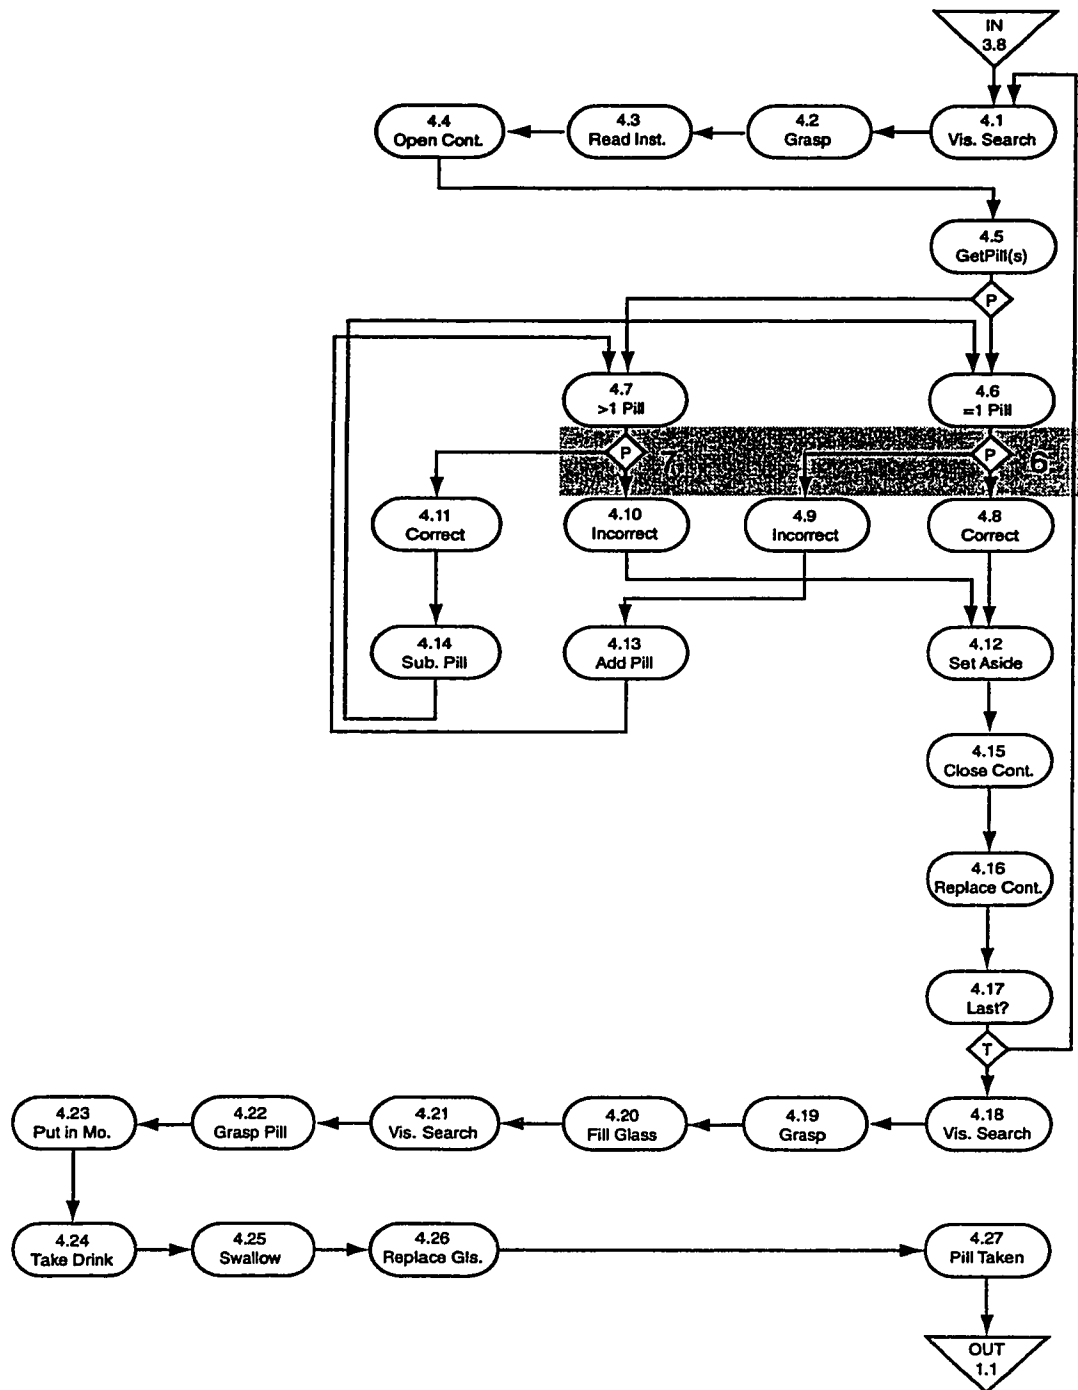 IN
3.8
4.4
Open Cont.
4.3
Read Inst.
4.2
Grasp
4.1
Vis. Search
4.5
GetPill(s)
P
4.7
>1 Pill
4.6
=1 Pill
P
7
P
6
4.11
Correct
4.10
Incorrect
4.9
Incorrect
4.8
Correct
4.14
Sub. Pill
4.13
Add Pill
4.12
Set Aside
4.15
Close Cont.
4.16
Replace Cont.
4.17
Last?
T
4.23
Put in Mo.
4.22
Grasp Pill
4.21
Vis. Search
4.20
Fill Glass
4.19
Grasp
4.18
Vis. Search
4.24
Take Drink
4.25
Swallow
4.26
Replace Gls.
4.27
Pill Taken
OUT
1.1